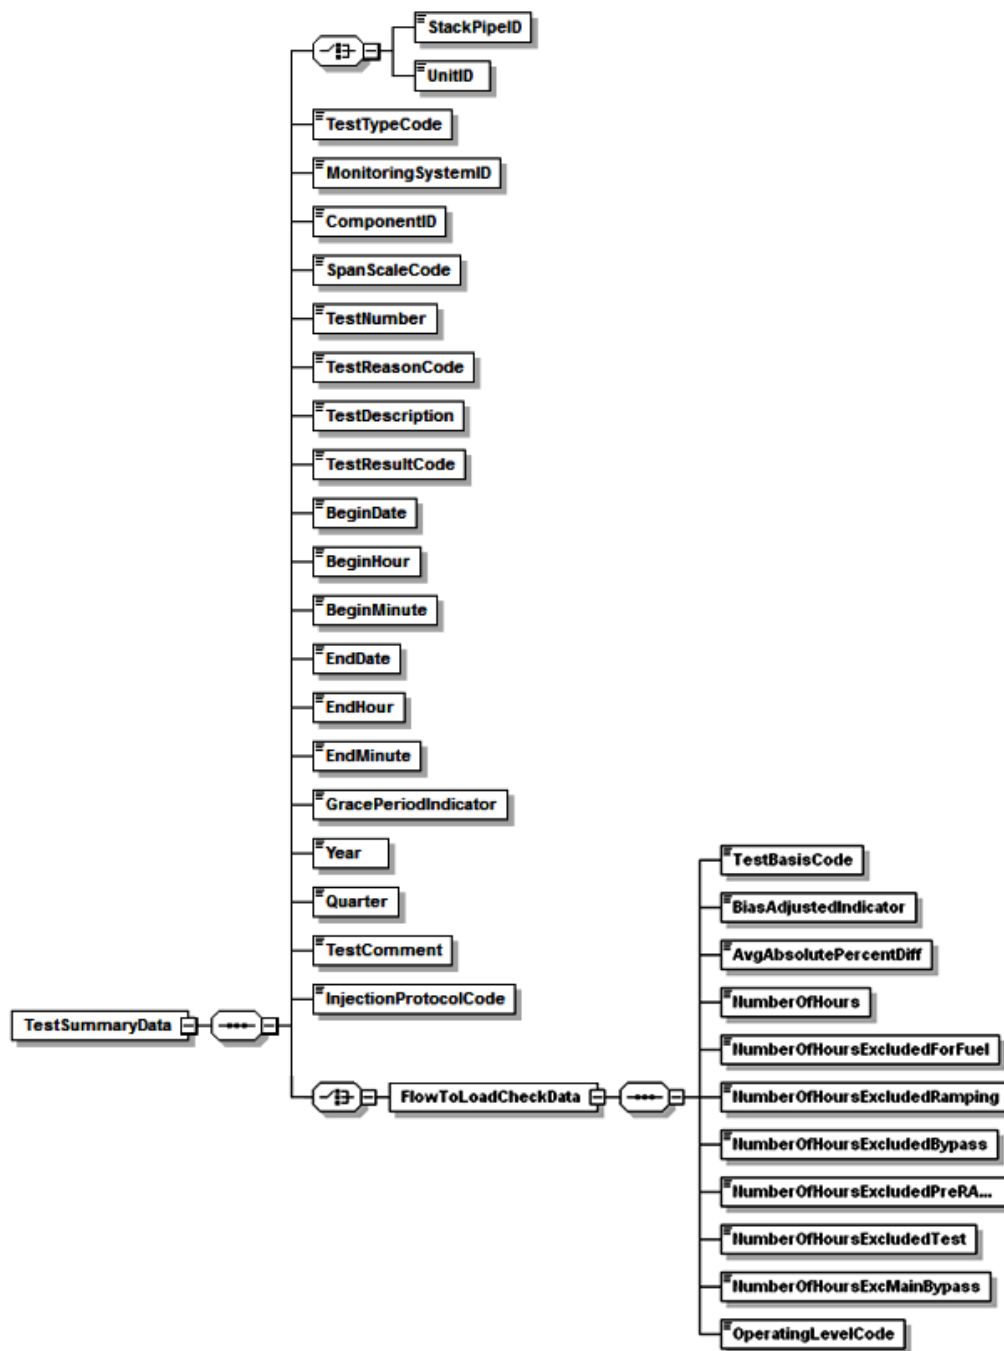 StackPipeID
UnitID
TestTypeCode
MonitoringSystemID
ComponentID
SpanScaleCode
TestNumber
TestReasonCode
TestDescription
TestResultCode
BeginDate
BeginHour
BeginMinute
EndDate
EndHour
EndMinute
GracePeriodIndicator
Year
Quarter
TestComment
InjectionProtocolCode
TestSummaryData
FlowToLoadCheckData
TestBasisCode
BiasAdjustedIndicator
AvgAbsolutePercentDiff
NumberOfHours
NumberOfHoursExcludedForFuel
NumberOfHoursExcludedRamping
NumberOfHoursExcludedBypass
NumberOfHoursExcludedPreRA...
NumberOfHoursExcludedTest
NumberOfHoursExcMainBypass
OperatingLevelCode